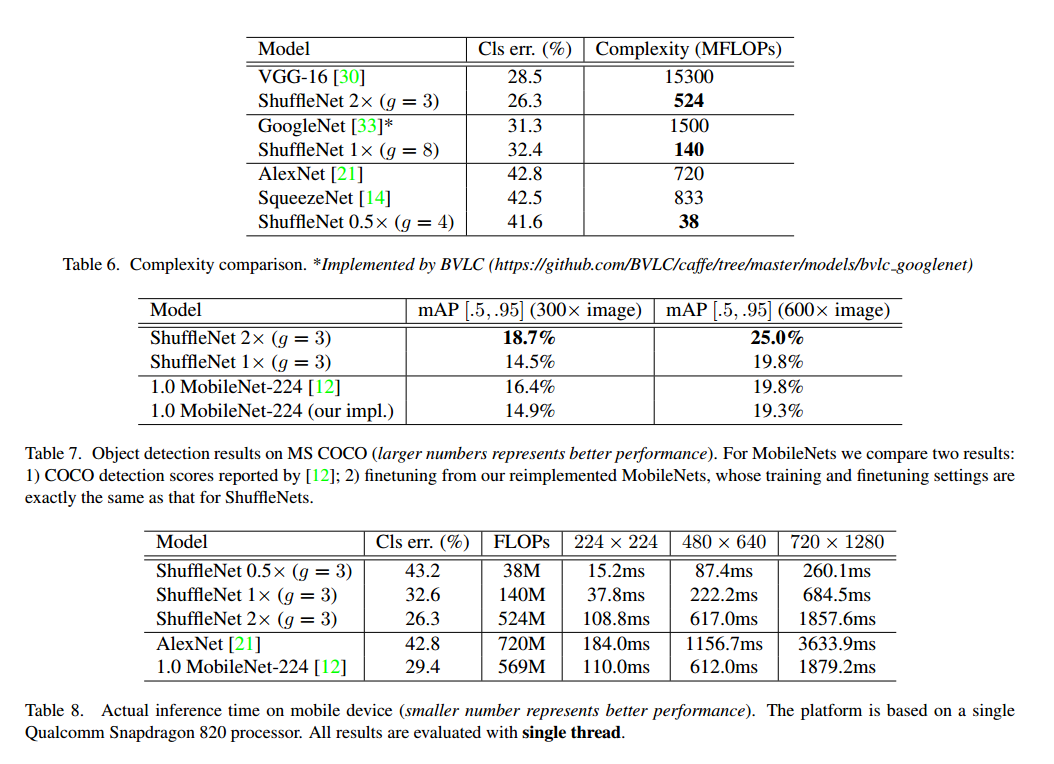 Model Cls err. (%) Complexity (MFLOPs)
VGG-16 [30] 28.5 15300
ShuffleNet 2× (g = 3) 26.3 524
GoogleNet [33]* 31.3 1500
ShuffleNet 1× (g = 8) 32.4 140
AlexNet [21] 42.8 720
SqueezeNet [14] 42.5 833
ShuffleNet 0.5× (g = 4) 41.6 38
Table 6. Complexity comparison. *Implemented by BVLC (https://github.com/BVLC/caffe/tree/master/models/bvlc_googlenet)
Model mAP [.5, .95] (300× image) mAP [.5, .95] (600× image)
ShuffleNet 2× (g = 3) 18.7% 25.0%
ShuffleNet 1× (g = 3) 14.5% 19.8%
1.0 MobileNet-224 [12] 16.4% 19.8%
1.0 MobileNet-224 (our impl.) 14.9% 19.3%
Table 7. Object detection results on MS COCO (larger numbers represents better performance). For MobileNets we compare two results:
1) COCO detection scores reported by [12]; 2) finetuning from our reimplemented MobileNets, whose training and finetuning settings are
exactly the same as that for ShuffleNets.
Model Cls err. (%) FLOPs 224 × 224 480 × 640 720 × 1280
ShuffleNet 0.5× (g = 3) 43.2 38M 15.2ms 87.4ms 260.1ms
ShuffleNet 1× (g = 3) 32.6 140M 37.8ms 222.2ms 684.5ms
ShuffleNet 2× (g = 3) 26.3 524M 108.8ms 617.0ms 1857.6ms
AlexNet [21] 42.8 720M 184.0ms 1156.7ms 3633.9ms
1.0 MobileNet-224 [12] 29.4 569M 110.0ms 612.0ms 1879.2ms
Table 8. Actual inference time on mobile device (smaller number represents better performance). The platform is based on a single
Qualcomm Snapdragon 820 processor. All results are evaluated with single thread.